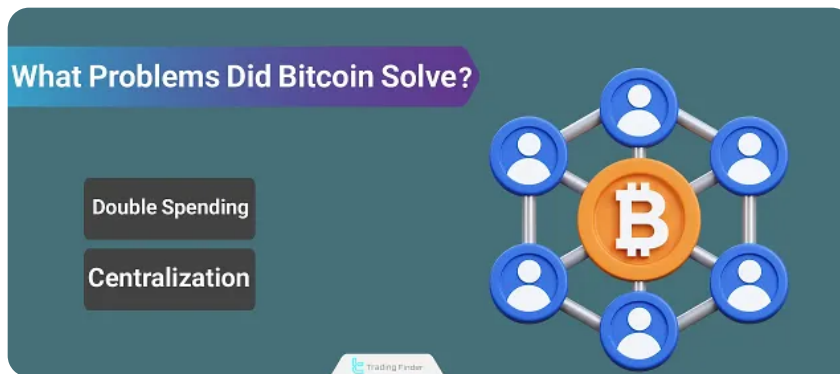 What Problems Did Bitcoin Solve?
Double Spending
Centralization
Trading Finder